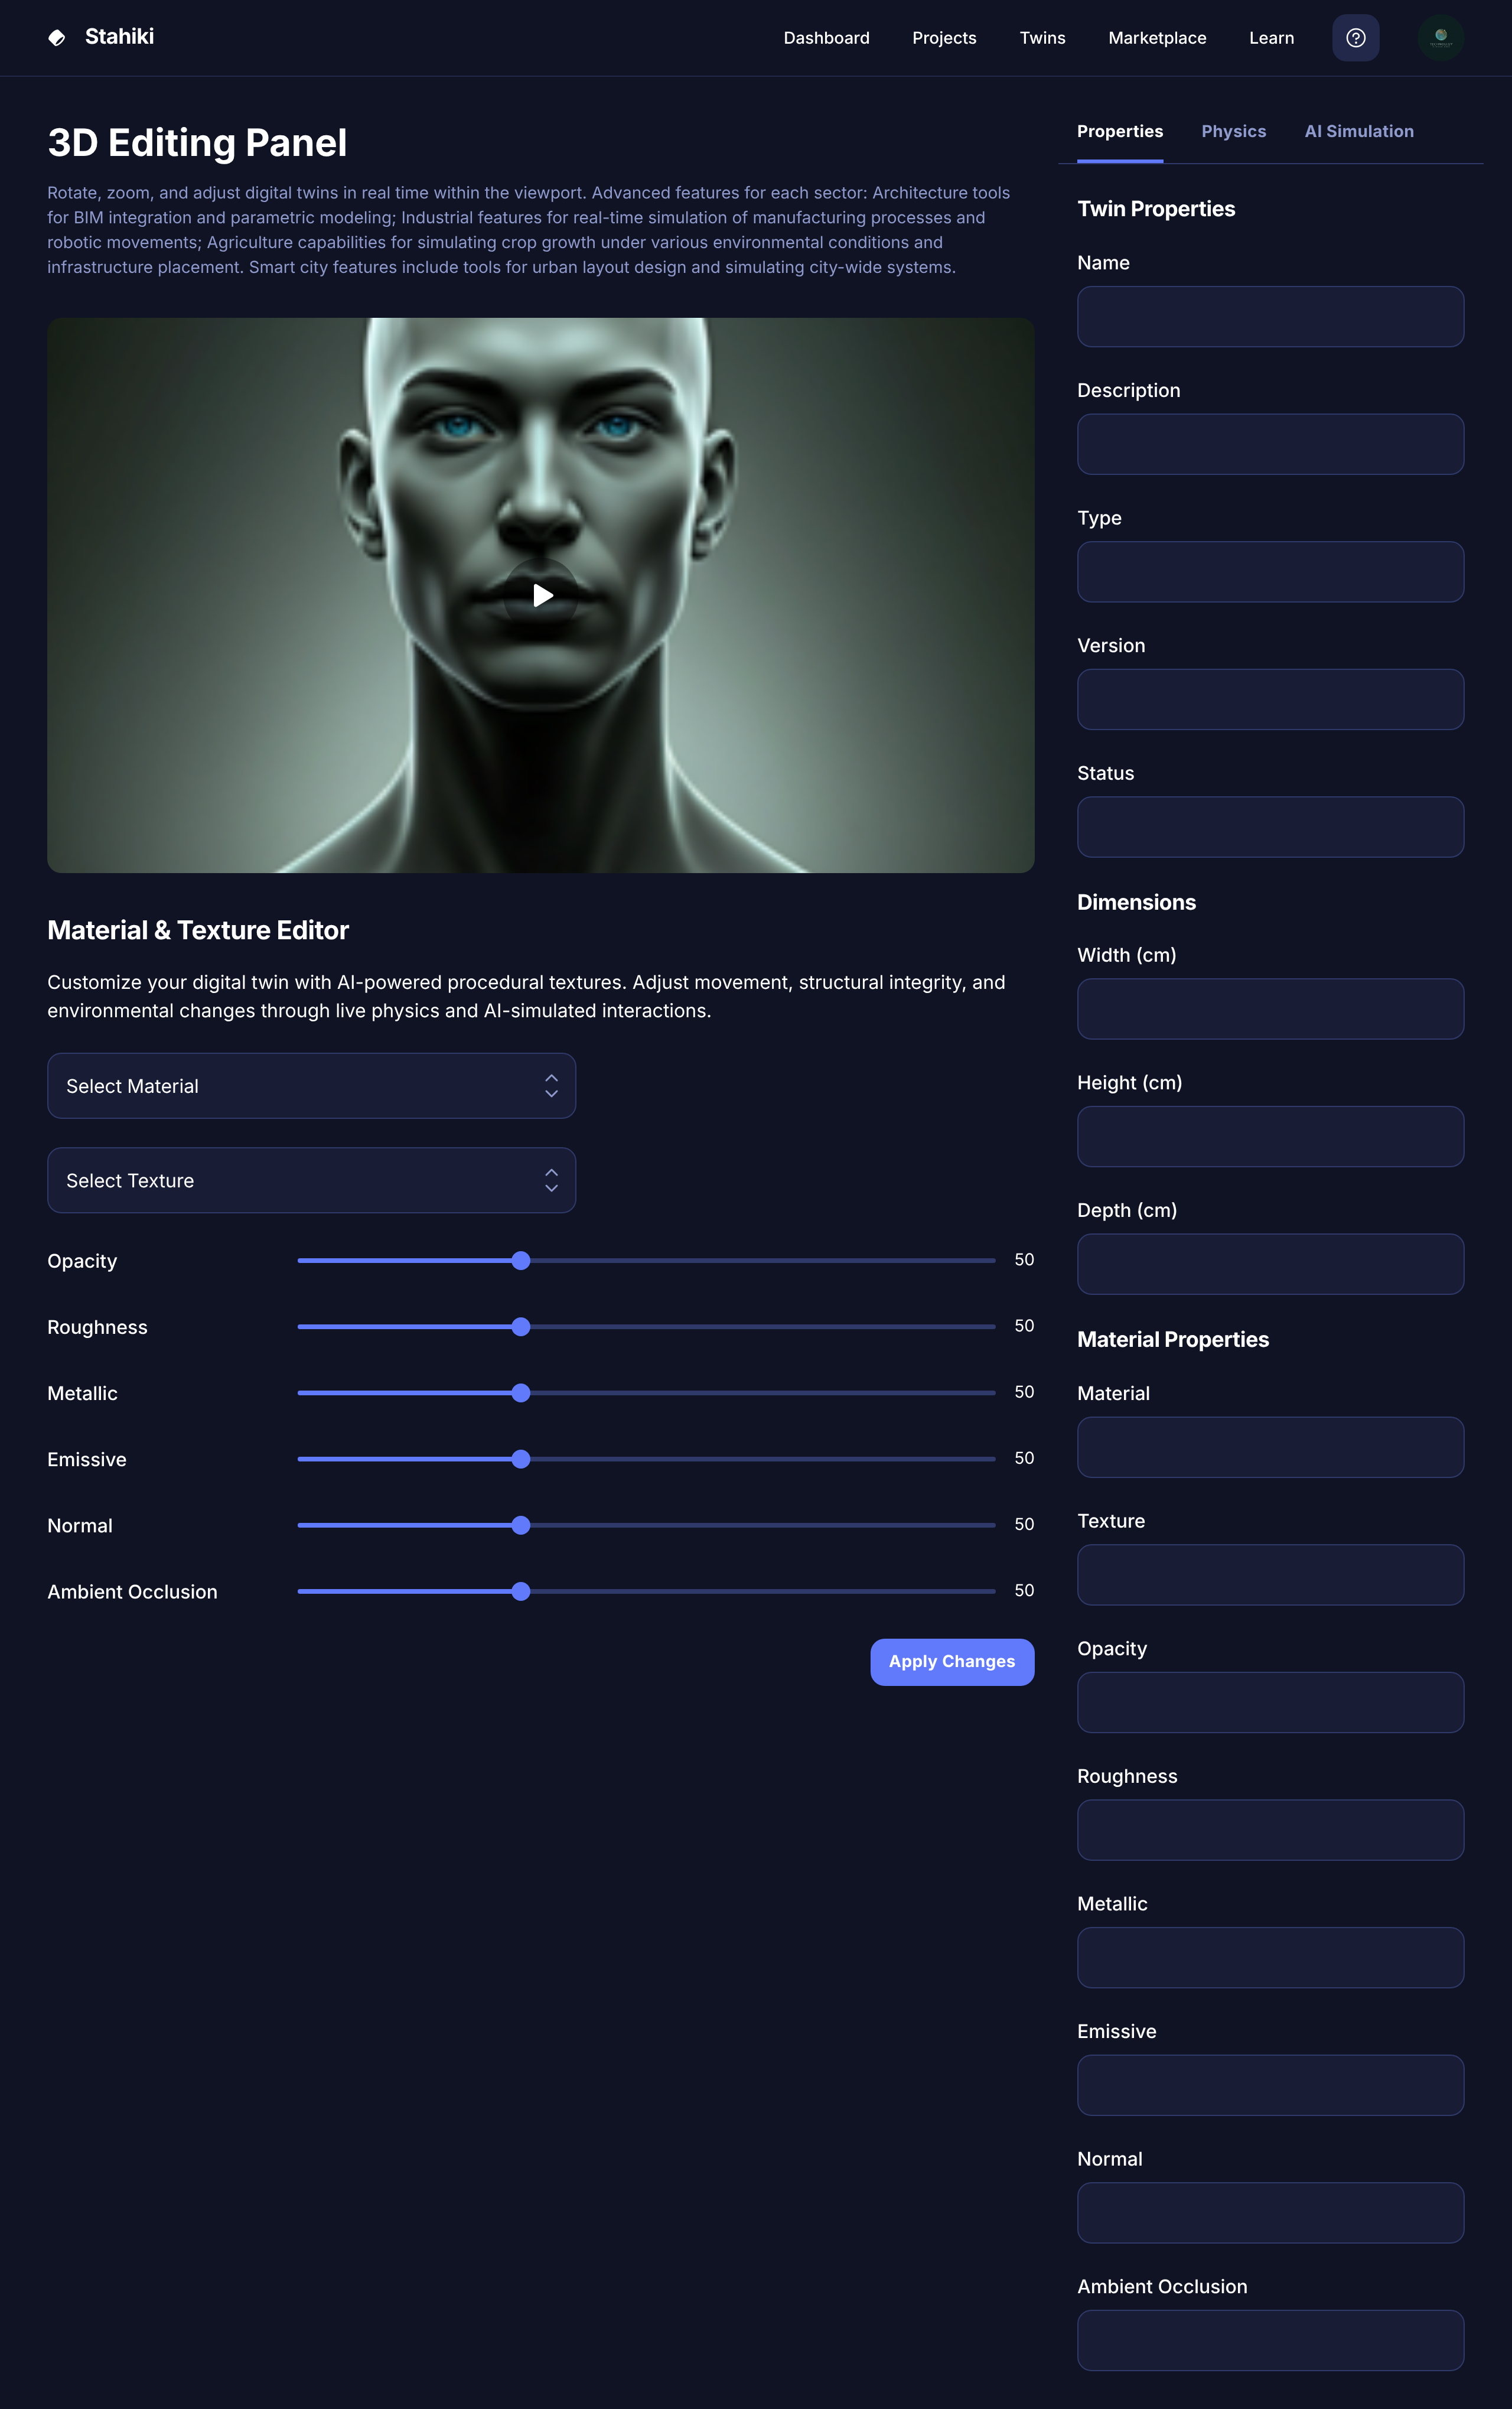 Stahiki
Dashboard
Projects
Twins
Marketplace
Learn
3D Editing Panel
Rotate, zoom, and adjust digital twins in real time within the viewport. Advanced features for each sector: Architecture tools
for BIM integration and parametric modeling; Industrial features for real-time simulation of manufacturing processes and
robotic movements; Agriculture capabilities for simulating crop growth under various environmental conditions and
infrastructure placement. Smart city features include tools for urban layout design and simulating city-wide systems.
Material & Texture Editor
Customize your digital twin with AI-powered procedural textures. Adjust movement, structural integrity, and
environmental changes through live physics and AI-simulated interactions.
Select Material
Select Texture
Opacity 50
Roughness 50
Metallic 50
Emissive 50
Normal 50
Ambient Occlusion 50
Apply Changes
Properties
Physics
AI Simulation
Twin Properties
Name
Description
Type
Version
Status
Dimensions
Width (cm)
Height (cm)
Depth (cm)
Material Properties
Material
Texture
Opacity
Roughness
Metallic
Emissive
Normal
Ambient Occlusion